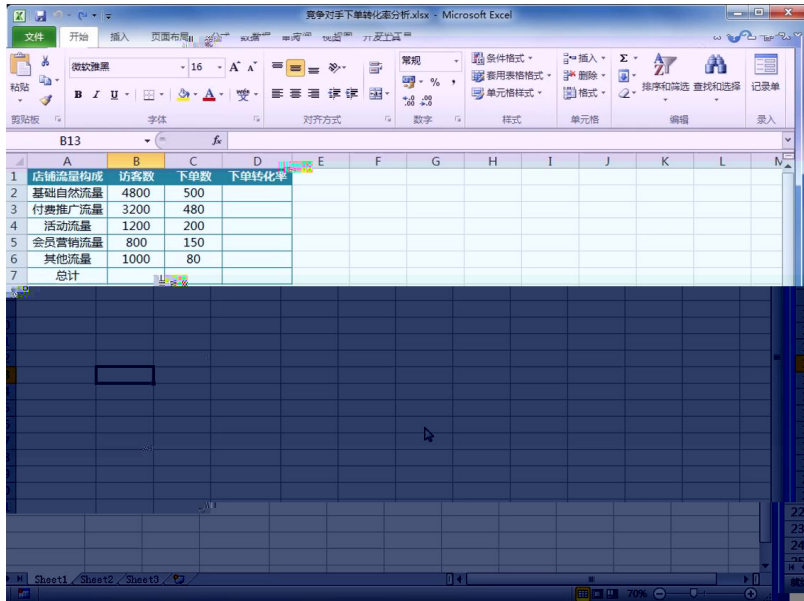 竞争对手下单转化率分析.xlsx - Microsoft Excel
文件 开始 插入 页面布局
粘贴 微软雅黑 16 常规 条件格式 插入 排序和筛选 查找和选择 记录单
B I U 套用表格格式 删除
单元格样式 格式
剪贴板 字体 对齐方式 数字 样式 单元格 编辑 录入
B13 fx
A B C D E F G H I J K L M
1 店铺流量构成 访客数 下单数 下单转化率
2 基础自然流量 4800 500
3 付费推广流量 3200 480
4 活动流量 1200 200
5 会员营销流量 800 150
6 其他流量 1000 80
7 总计
22
23
24
Sheet1 Sheet2 Sheet3
70%